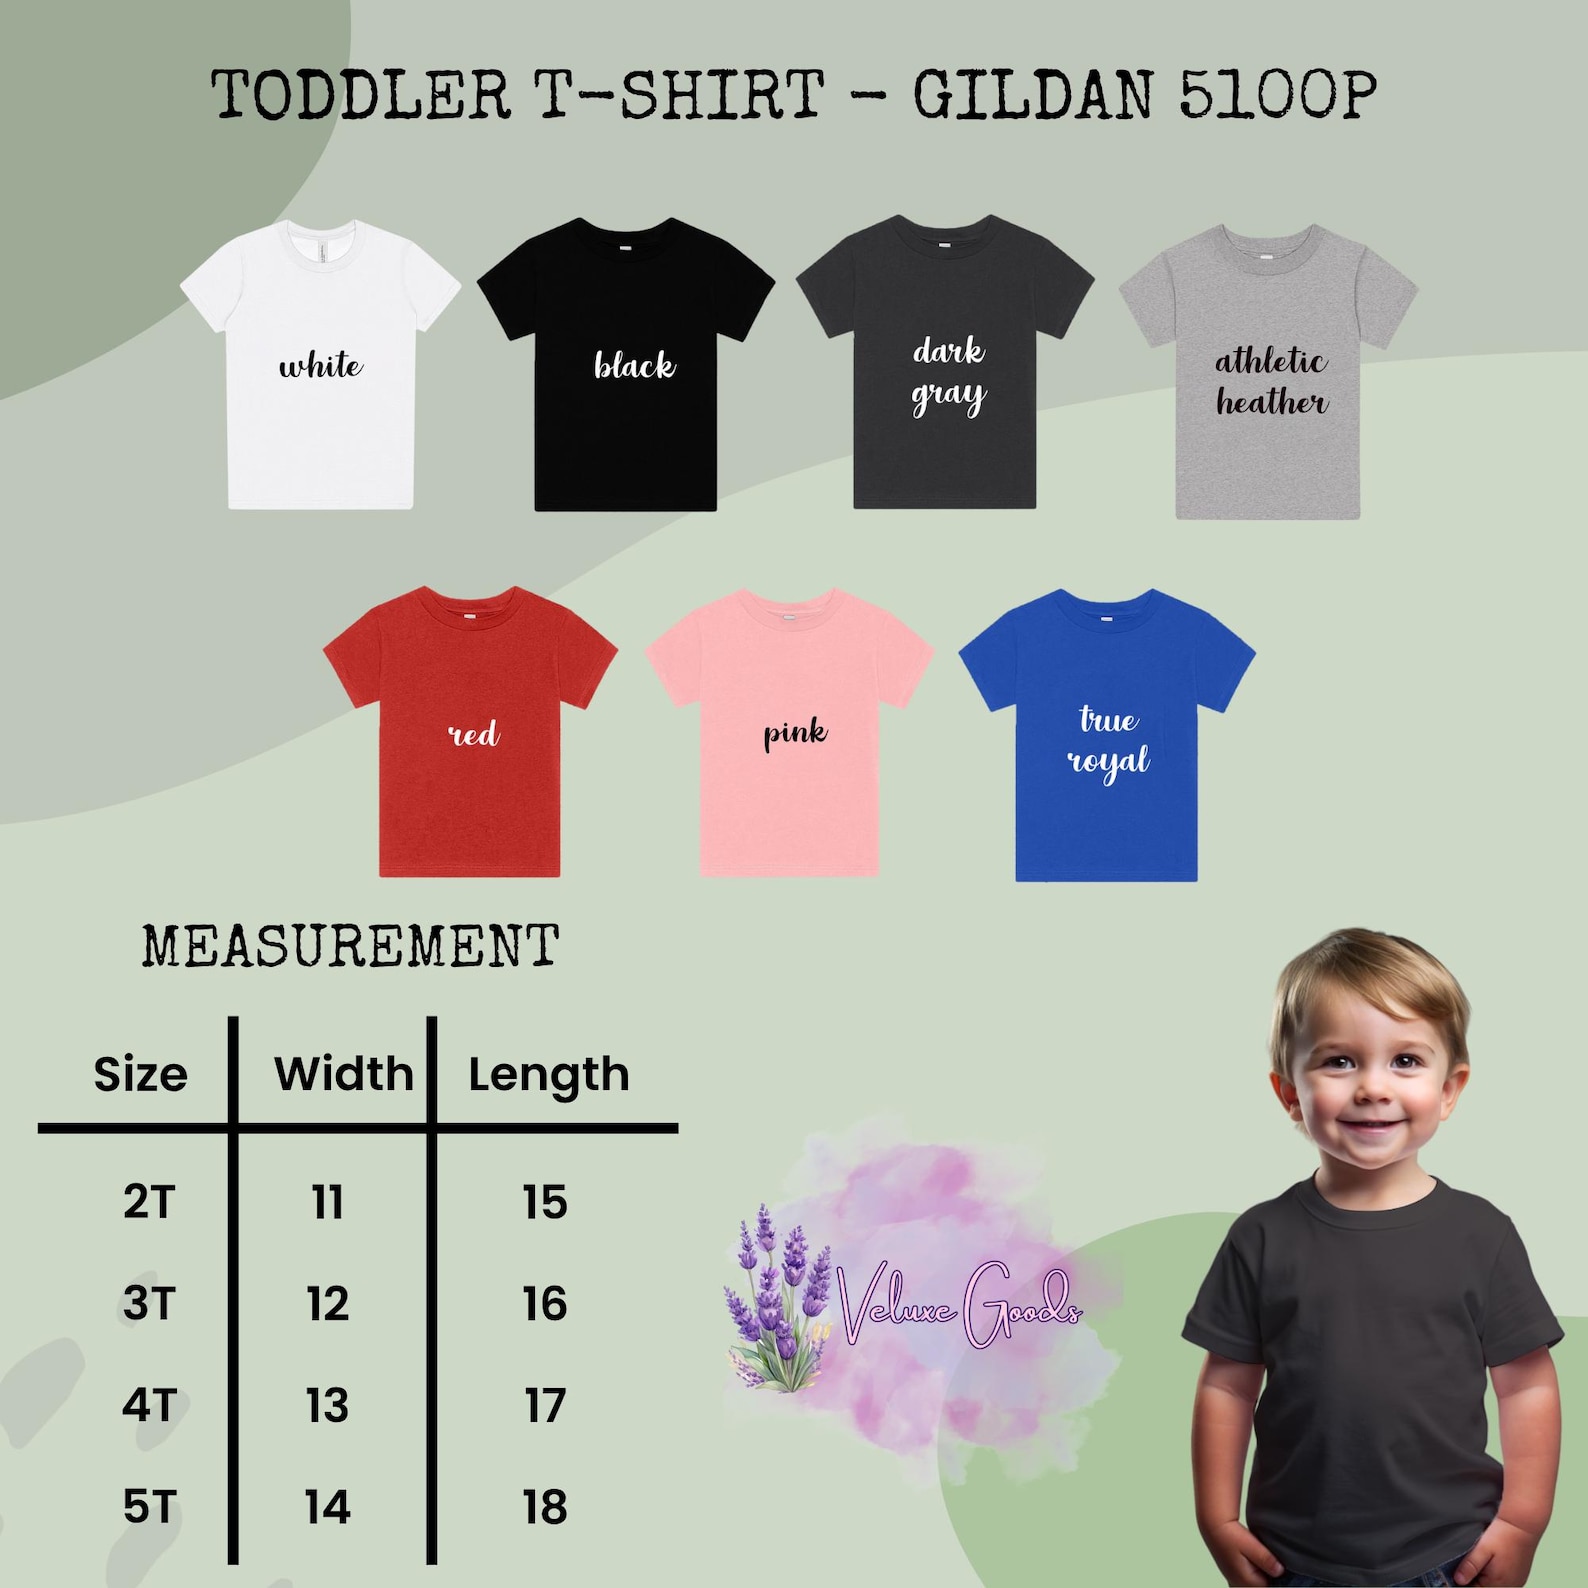 TODDLER T-SHIRT - GILDAN 5100P
white
black
dark
gray
athletic
heather
red
pink
true
royal
MEASUREMENT
Size Width Length
2T 11 15
3T 12 16
4T 13 17
5T 14 18
Veluxe Goods